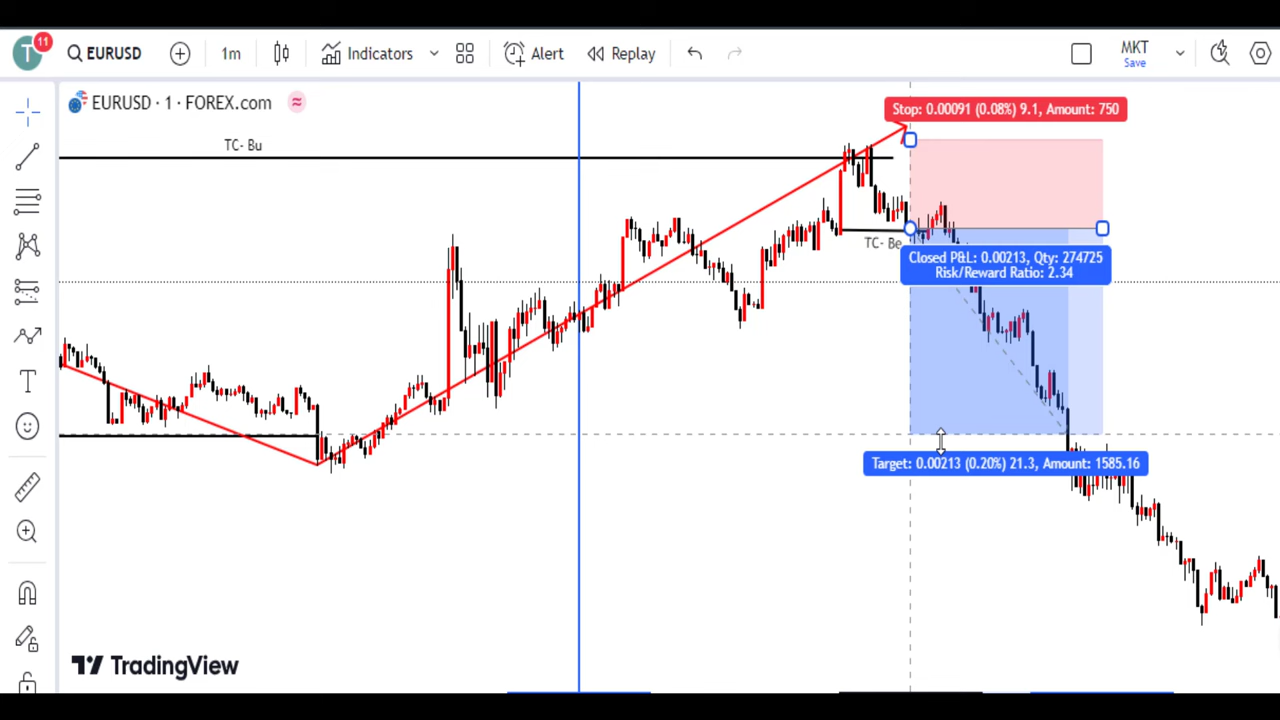 T
11
EURUSD
1m
Indicators
Alert
Replay
MKT
Save
EURUSD · 1 · FOREX.com
TC- Bu
Stop: 0.00091 (0.08%) 9.1, Amount: 750
TC- Be
Closed P&L: 0.00213, Qty: 274725
Risk/Reward Ratio: 2.34
Target: 0.00213 (0.20%) 21.3, Amount: 1585.16
TradingView